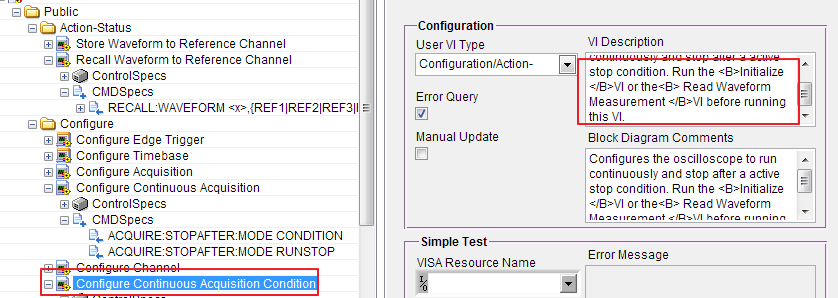 Public
Action-Status
Store Waveform to Reference Channel
Recall Waveform to Reference Channel
ControlSpecs
CMDSpecs
RECALL:WAVEFORM <x>,{REF1|REF2|REF3|
Configure
Configure Edge Trigger
Configure Timebase
Configure Acquisition
Configure Continuous Acquisition
ControlSpecs
CMDSpecs
ACQUIRE:STOPAFTER:MODE CONDITION
ACQUIRE:STOPAFTER:MODE RUNSTOP
Configure Channel
Configure Continuous Acquisition Condition
ControlSpecs
Configuration
User VI Type
Configuration/Action-
Error Query
Manual Update
VI Description
continuously and stop after a active
stop condition. Run the <B>Initialize
</B>VI or the<B> Read Waveform
Measurement </B>VI before running
this VI.
Block Diagram Comments
Configures the oscilloscope to run
continuously and stop after a active
stop condition. Run the <B>Initialize
</B>VI or the<B> Read Waveform
Measurement </B>VI before running
Simple Test
VISA Resource Name
I/O
Error Message